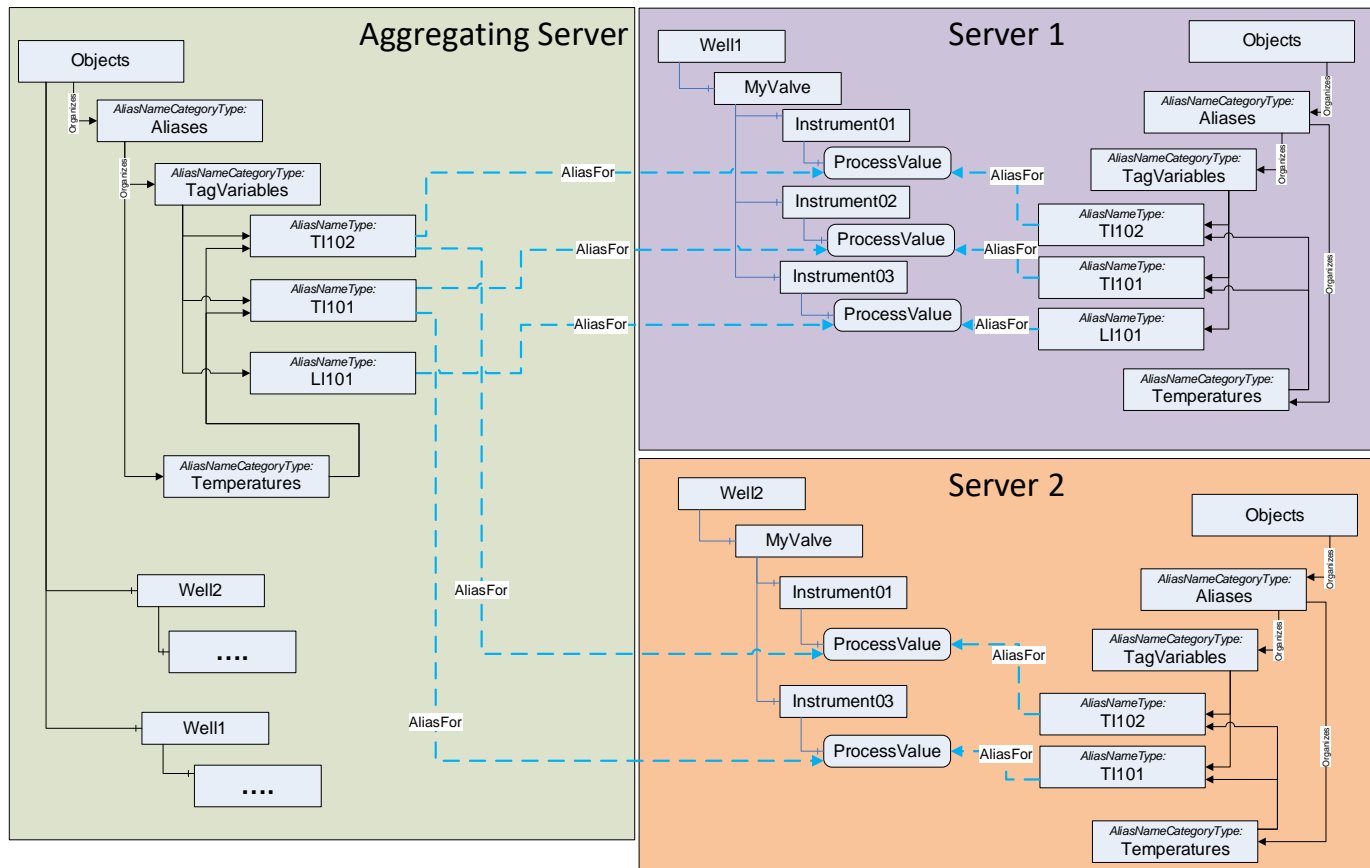 Aggregating Server
Objects
Organizes
AliasNameCategoryType:
Aliases
Organizes
AliasNameCategoryType:
TagVariables
AliasNameType:
TI102
AliasNameType:
TI101
AliasNameType:
LI101
AliasNameCategoryType:
Temperatures
Well2
....
Well1
....
AliasFor
AliasFor
AliasFor
AliasFor
AliasFor
Server 1
Well1
MyValve
Instrument01
ProcessValue
Instrument02
ProcessValue
Instrument03
ProcessValue
AliasFor
AliasFor
AliasFor
Objects
Organizes
AliasNameCategoryType:
Aliases
Organizes
AliasNameCategoryType:
TagVariables
AliasNameType:
TI102
AliasNameType:
TI101
AliasNameType:
LI101
Organizes
AliasNameCategoryType:
Temperatures
Server 2
Well2
MyValve
Instrument01
ProcessValue
Instrument03
ProcessValue
AliasFor
AliasFor
Objects
Organizes
AliasNameCategoryType:
Aliases
Organizes
AliasNameCategoryType:
TagVariables
AliasNameType:
TI102
AliasNameType:
TI101
Organizes
AliasNameCategoryType:
Temperatures